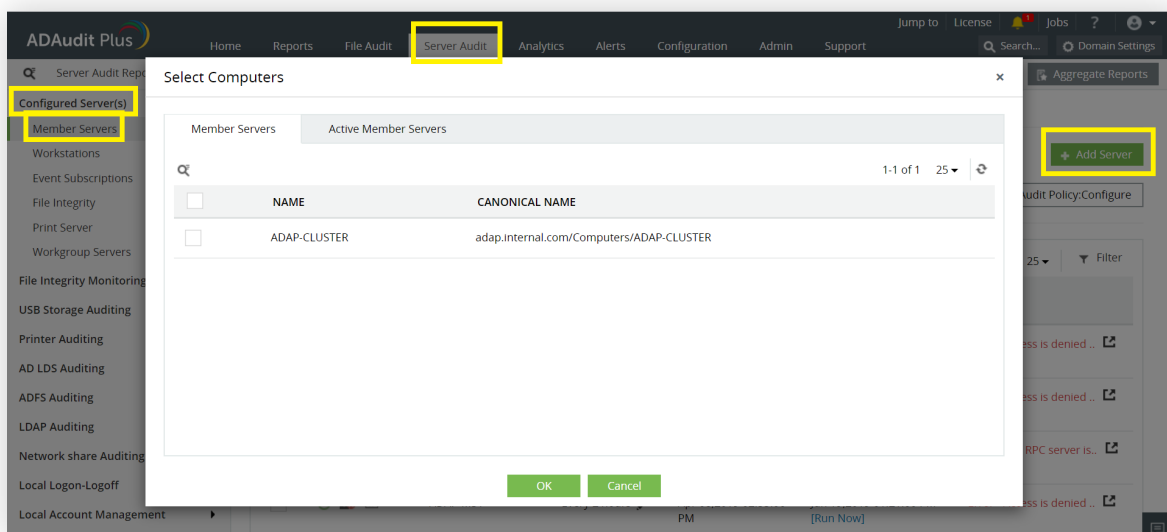 Jump to License 1 Jobs ?
ADAudit Plus
Home Reports File Audit Server Audit Analytics Alerts Configuration Admin Support
Search... Domain Settings
Server Audit
Aggregate Reports
Select Computers ×
Configured Server(s)
Member Servers
Workstations
Event Subscriptions
File Integrity
Print Server
Workgroup Servers
File Integrity Monitoring
USB Storage Auditing
Printer Auditing
AD LDS Auditing
ADFS Auditing
LDAP Auditing
Network share Auditing
Local Logon-Logoff
Local Account Management
Member Servers Active Member Servers
1-1 of 1 25
NAME CANONICAL NAME
ADAP-CLUSTER adap.internal.com/Computers/ADAP-CLUSTER
OK Cancel
+ Add Server
Audit Policy:Configure
25 Filter
is denied ..
is denied ..
RPC server is..
is denied ..
PM [Run Now]